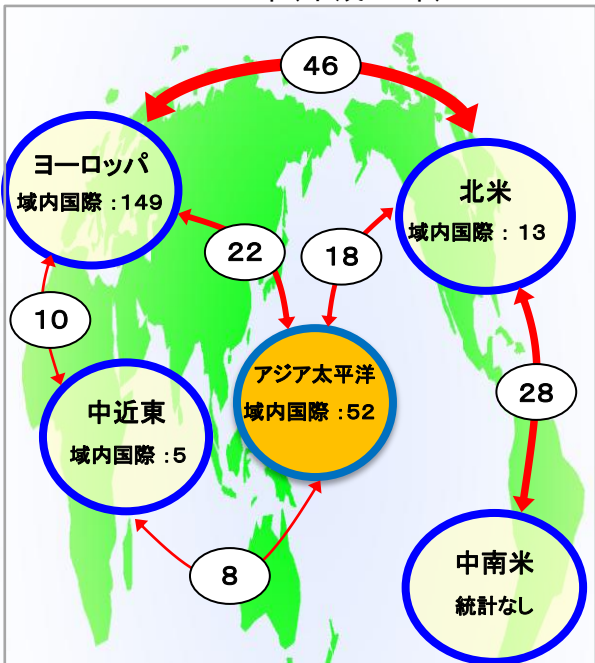 46
ヨーロッパ
域内国際：149
北米
域内国際：13
22
18
10
アジア太平洋
域内国際：52
中近東
域内国際：5
28
8
中南米
統計なし